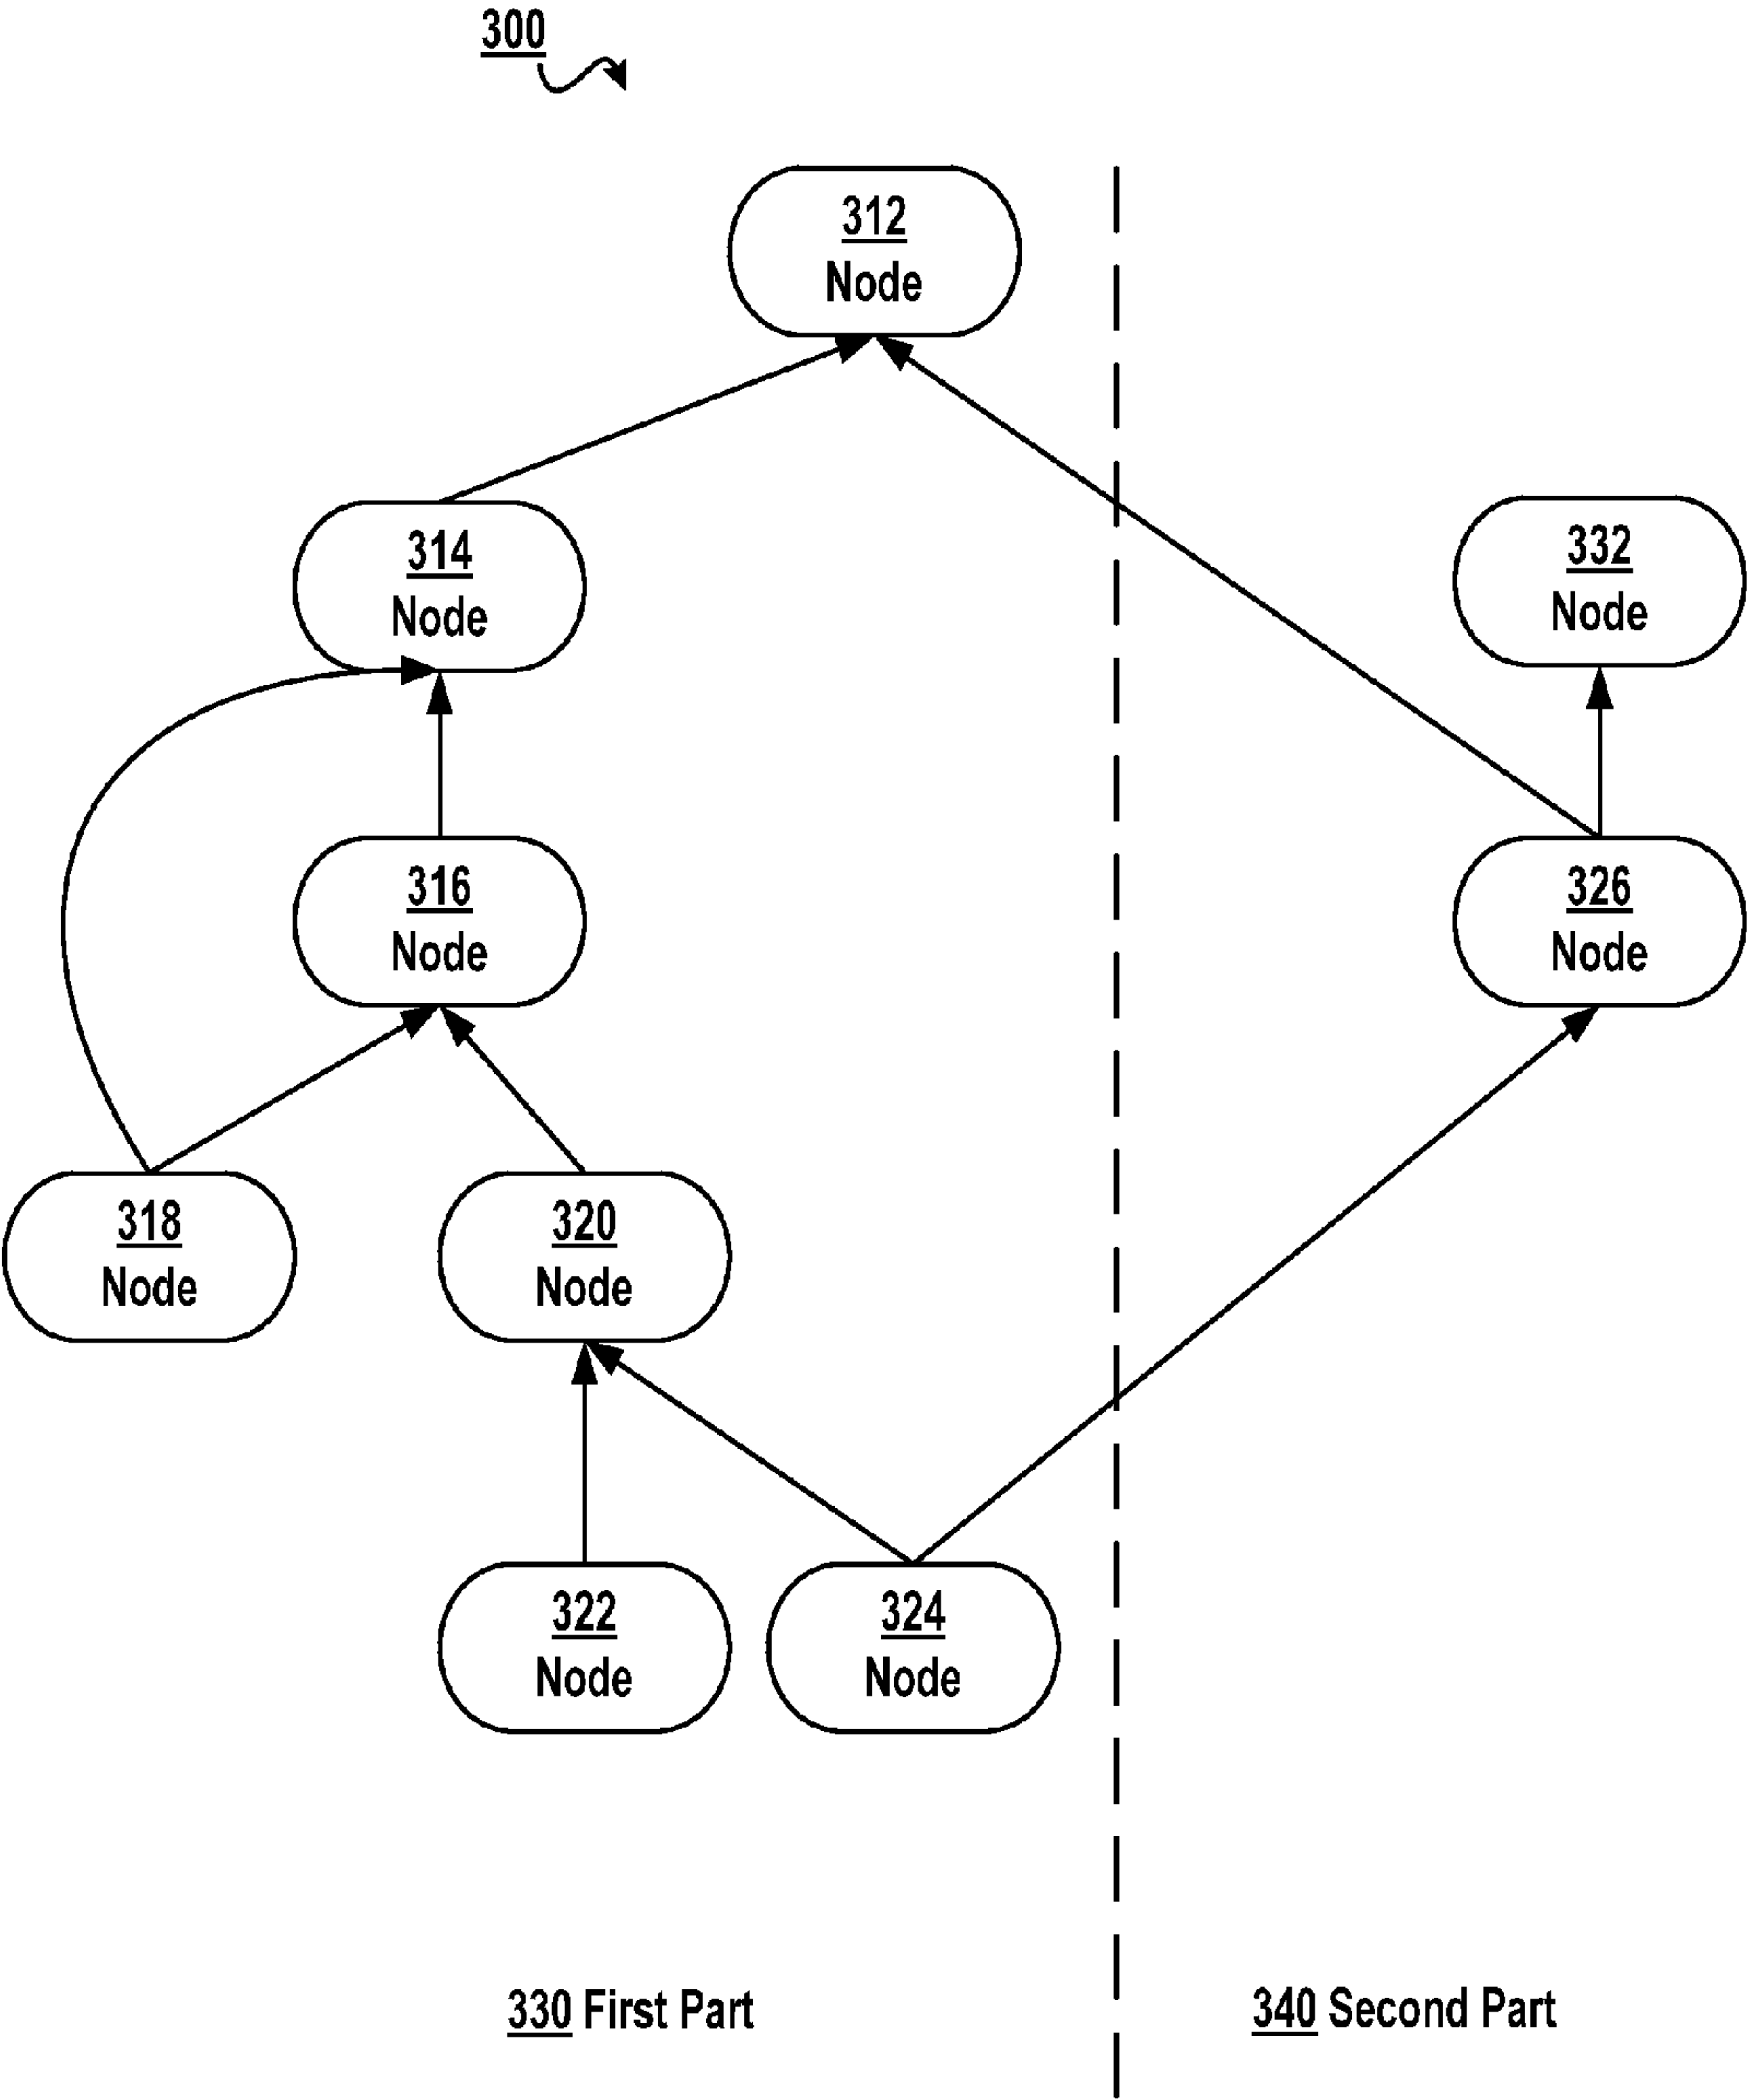 300
312
Node
314
Node
332
Node
316
Node
326
Node
318
Node
320
Node
322
Node
324
Node
330 First Part
340 Second Part